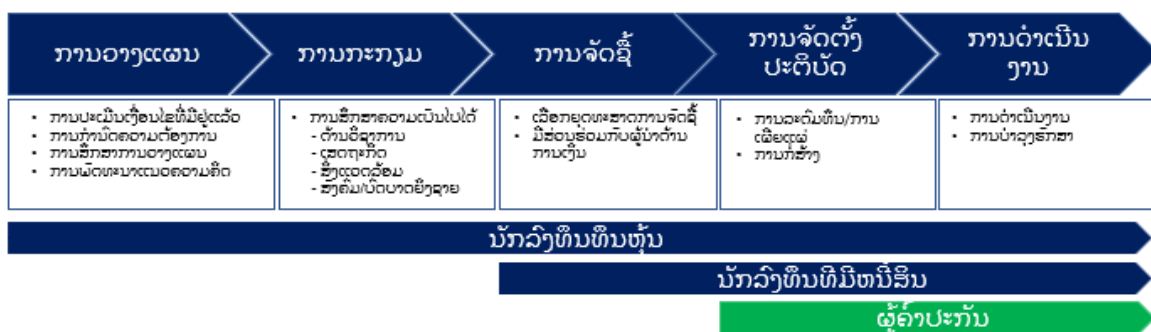 ການວາງແຜນ
ການກະກຽມ
ການຈັດຊື້
ການຈັດຕັ້ງ
ປະຕິບັດ
ການດຳເນີນ
ງານ
• ການປະເມີນເງື່ອນໄຂທີ່ມີຢູ່ແລ້ວ
• ການກຳນົດຄວາມຕ້ອງການ
• ການສຶກສາການວາງແຜນ
• ການພັດທະນາແນວຄວາມຄິດ
• ການສຶກສາຄວາມເປັນໄປໄດ້
- ດ້ານວິຊາການ
- ເສດຖະກິດ
- ສິ່ງແວດລ້ອມ
- ສັງຄົມ/ບົດບາດຍິງຊາຍ
• ເລືອກຍຸດທະສາດການຈັດຊື້
• ມີສ່ວນຮ່ວມກັບຜູ້ນຳດ້ານ
ການເງິນ
• ການລະດົມທຶນ/ການ
ເຜີຍແຜ່
• ການກໍ່ສ້າງ
• ການດຳເນີນງານ
• ການບຳລຸງຮັກສາ
ນັກລົງທຶນທຶນຫຸ້ນ
ນັກລົງທຶນທີ່ມີຫນີ້ສິນ
ຜູ້ຄ້ຳປະກັນ